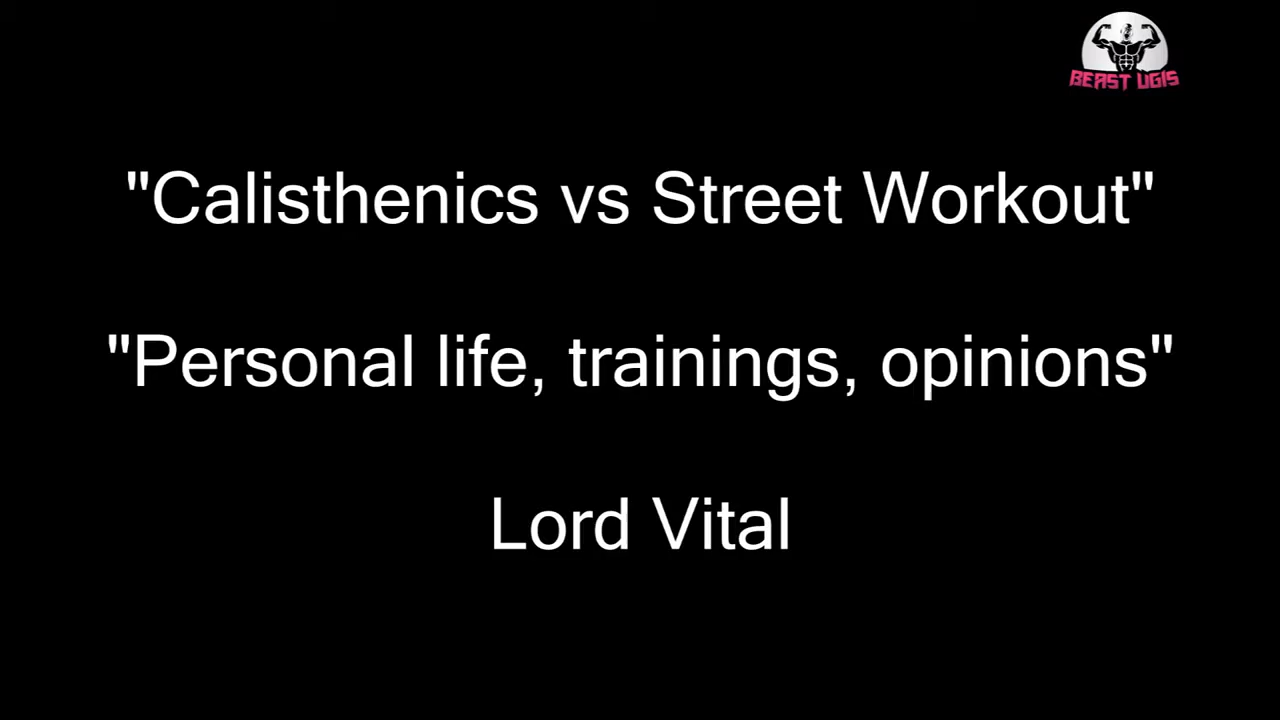 BEAST UGIS
"Calisthenics vs Street Workout"
"Personal life, trainings, opinions"
Lord Vital